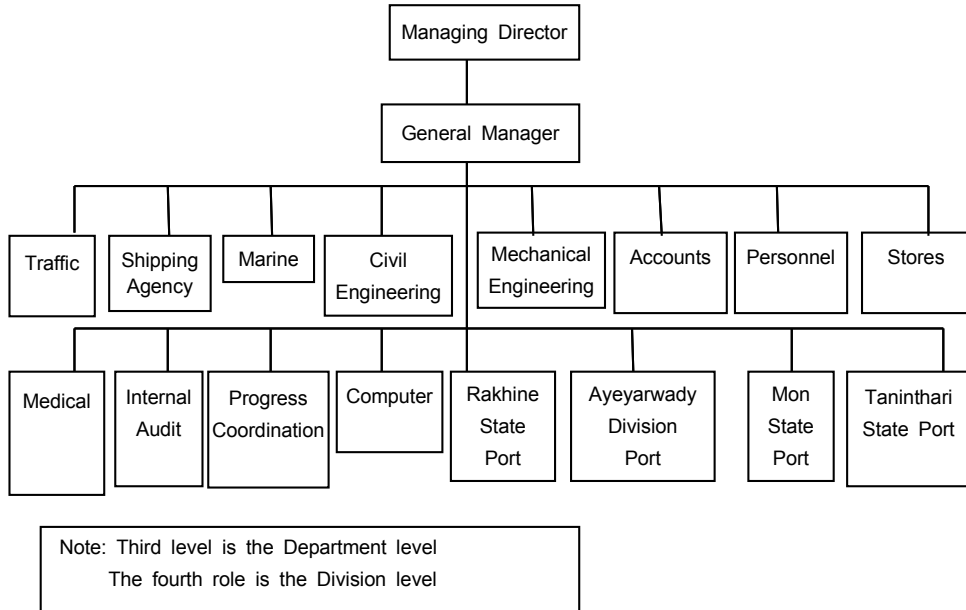 Managing Director
General Manager
Traffic
Shipping
Agency
Marine
Civil
Engineering
Mechanical
Engineering
Accounts
Personnel
Stores
Medical
Internal
Audit
Progress
Coordination
Computer
Rakhine
State
Port
Ayeyarwady
Division
Port
Mon
State
Port
Taninthari
State Port
Note: Third level is the Department level
The fourth role is the Division level